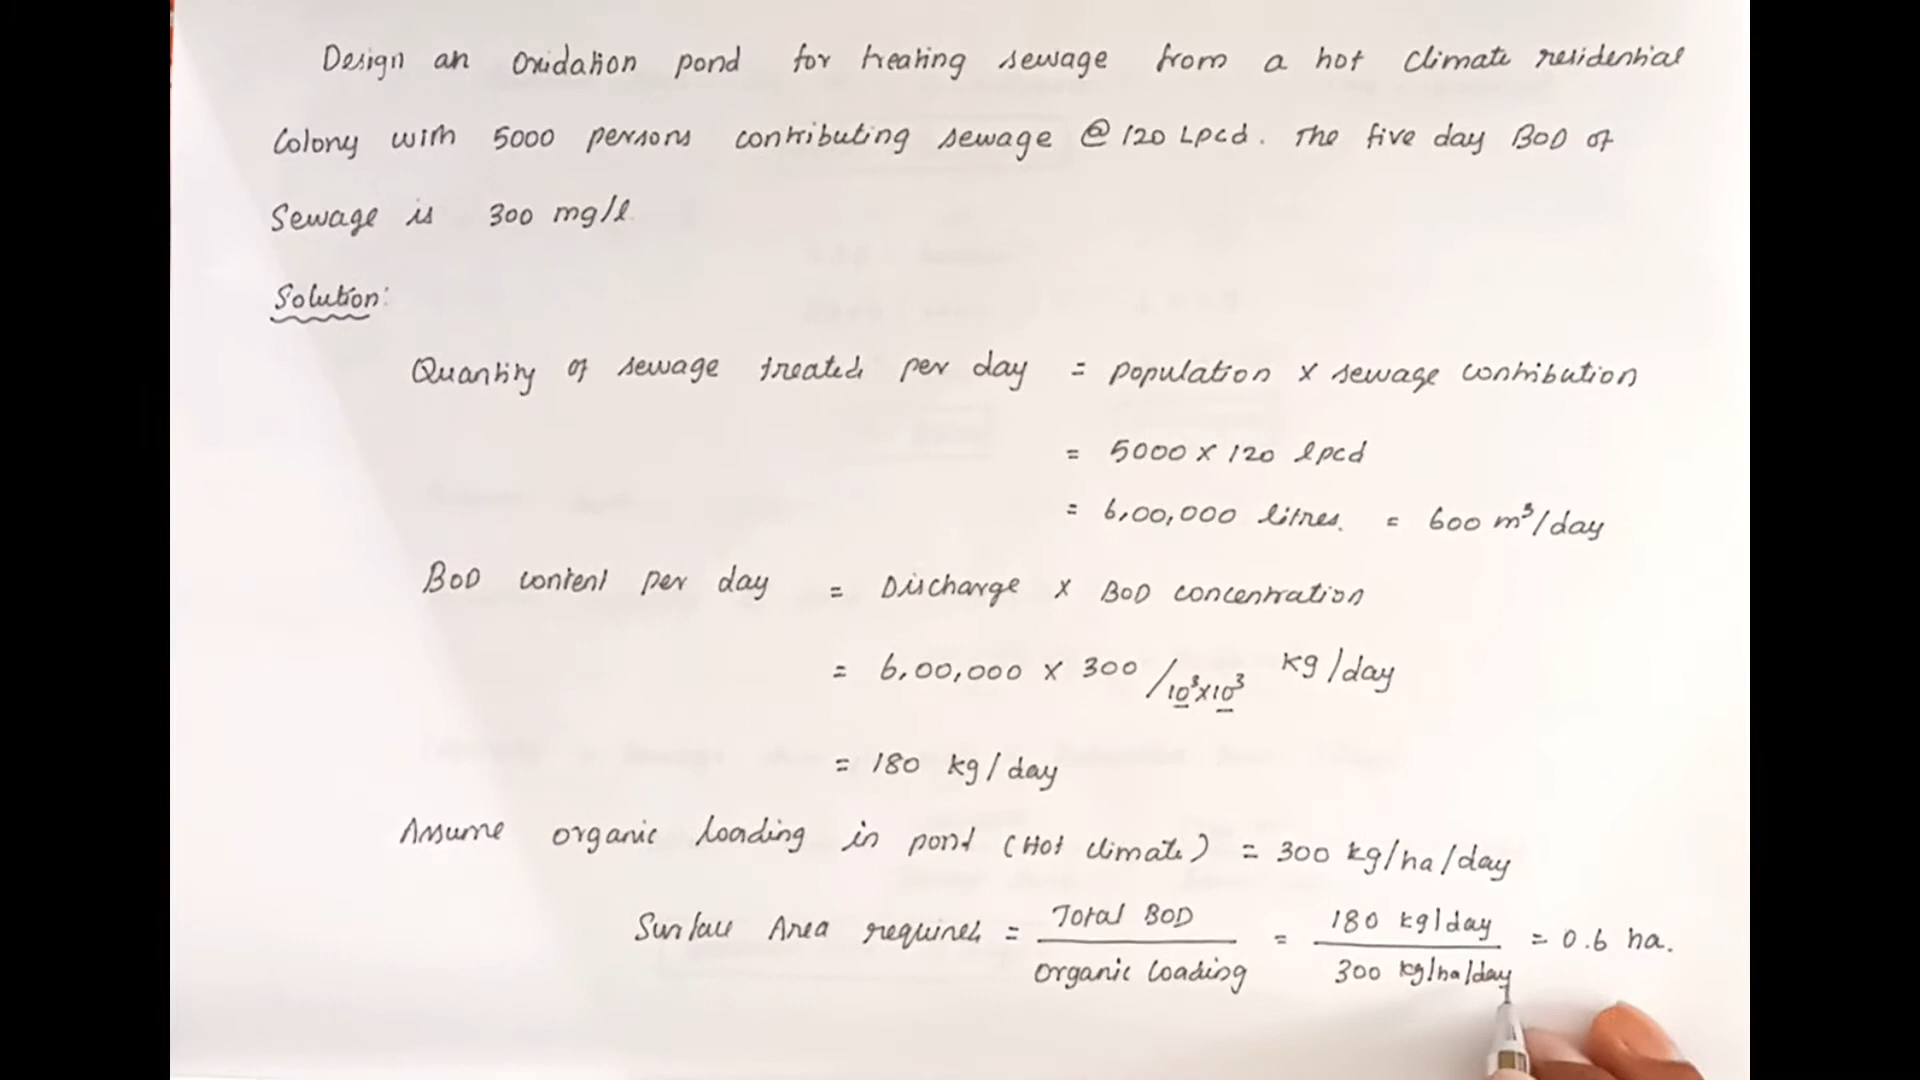 Design an Oxidation pond for treating sewage from a hot climate residential
Colony with 5000 persons contributing sewage @ 120 Lpcd. The five day BOD of
Sewage is 300 mg/l.
Solution:
Quantity of sewage treated per day = population x sewage contribution
= 5000 x 120 lpcd
= 6,00,000 litres. = 600 m³/day
BOD content per day = Discharge x BOD concentration
= 6,00,000 x 300 / 10³x10³ kg/day
= 180 kg/day
Assume organic loading in pond (Hot climate) = 300 kg/ha/day
Surface Area required = Total BOD / organic loading = 180 kg/day / 300 kg/ha/day = 0.6 ha.